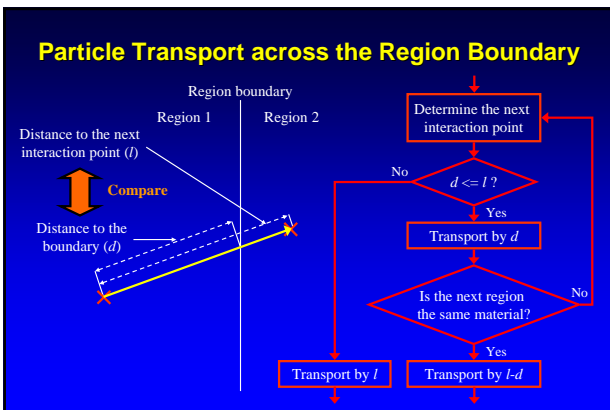 Particle Transport across the Region Boundary
Region boundary
Region 1
Region 2
Distance to the next
interaction point (l)
Compare
Distance to the
boundary (d)
Determine the next
interaction point
No
d <= l ?
Yes
Transport by d
Is the next region
the same material?
No
Yes
Transport by l
Transport by l-d